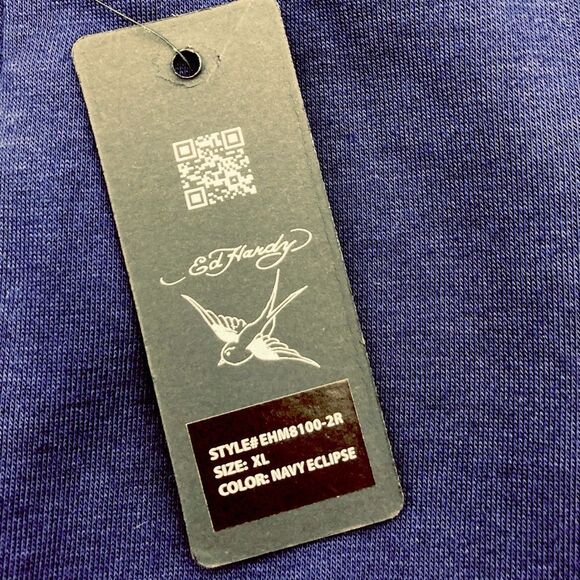 Ed Hardy
STYLE# EHM8100-2R
SIZE: XL
COLOR: NAVY ECLIPSE